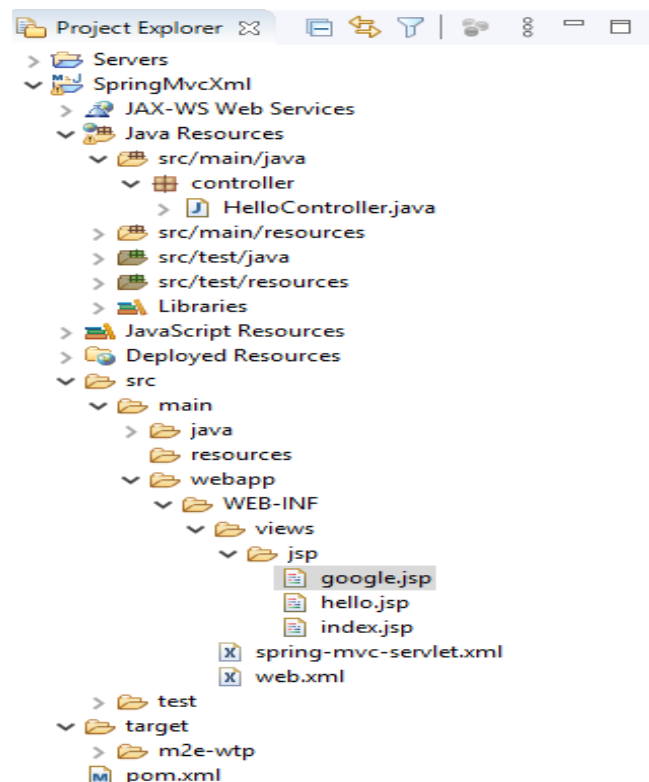 Project Explorer
Servers
SpringMvcXml
JAX-WS Web Services
Java Resources
src/main/java
controller
HelloController.java
src/main/resources
src/test/java
src/test/resources
Libraries
JavaScript Resources
Deployed Resources
src
main
java
resources
webapp
WEB-INF
views
jsp
google.jsp
hello.jsp
index.jsp
spring-mvc-servlet.xml
web.xml
test
target
m2e-wtp
pom.xml